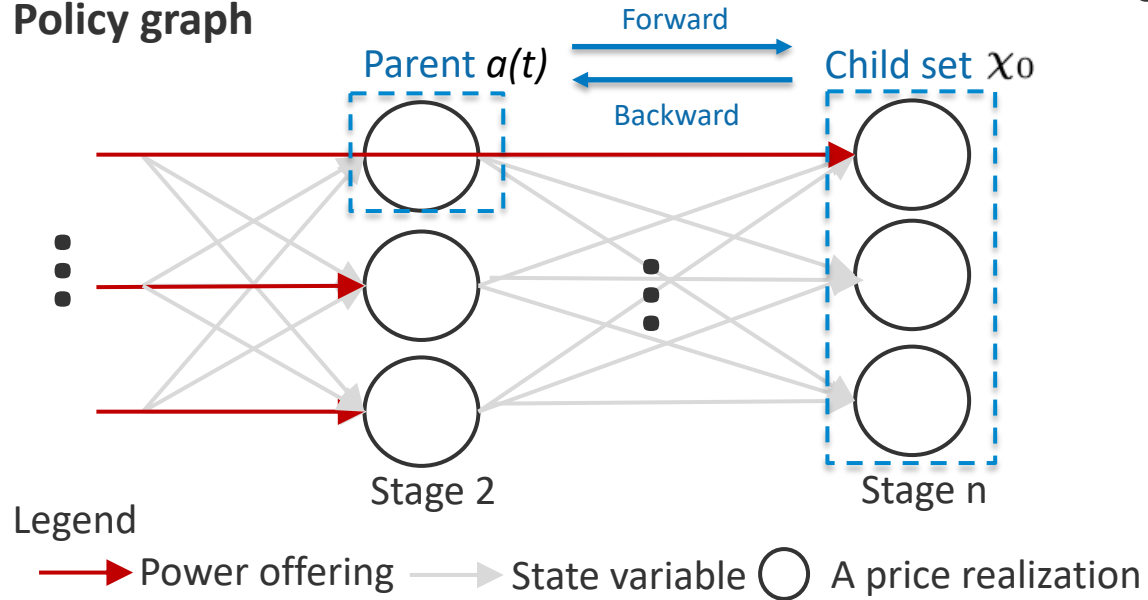 Policy graph
Forward
Parent a(t)
Child set χ0
Backward
Stage 2
Stage n
Legend
Power offering
State variable
A price realization